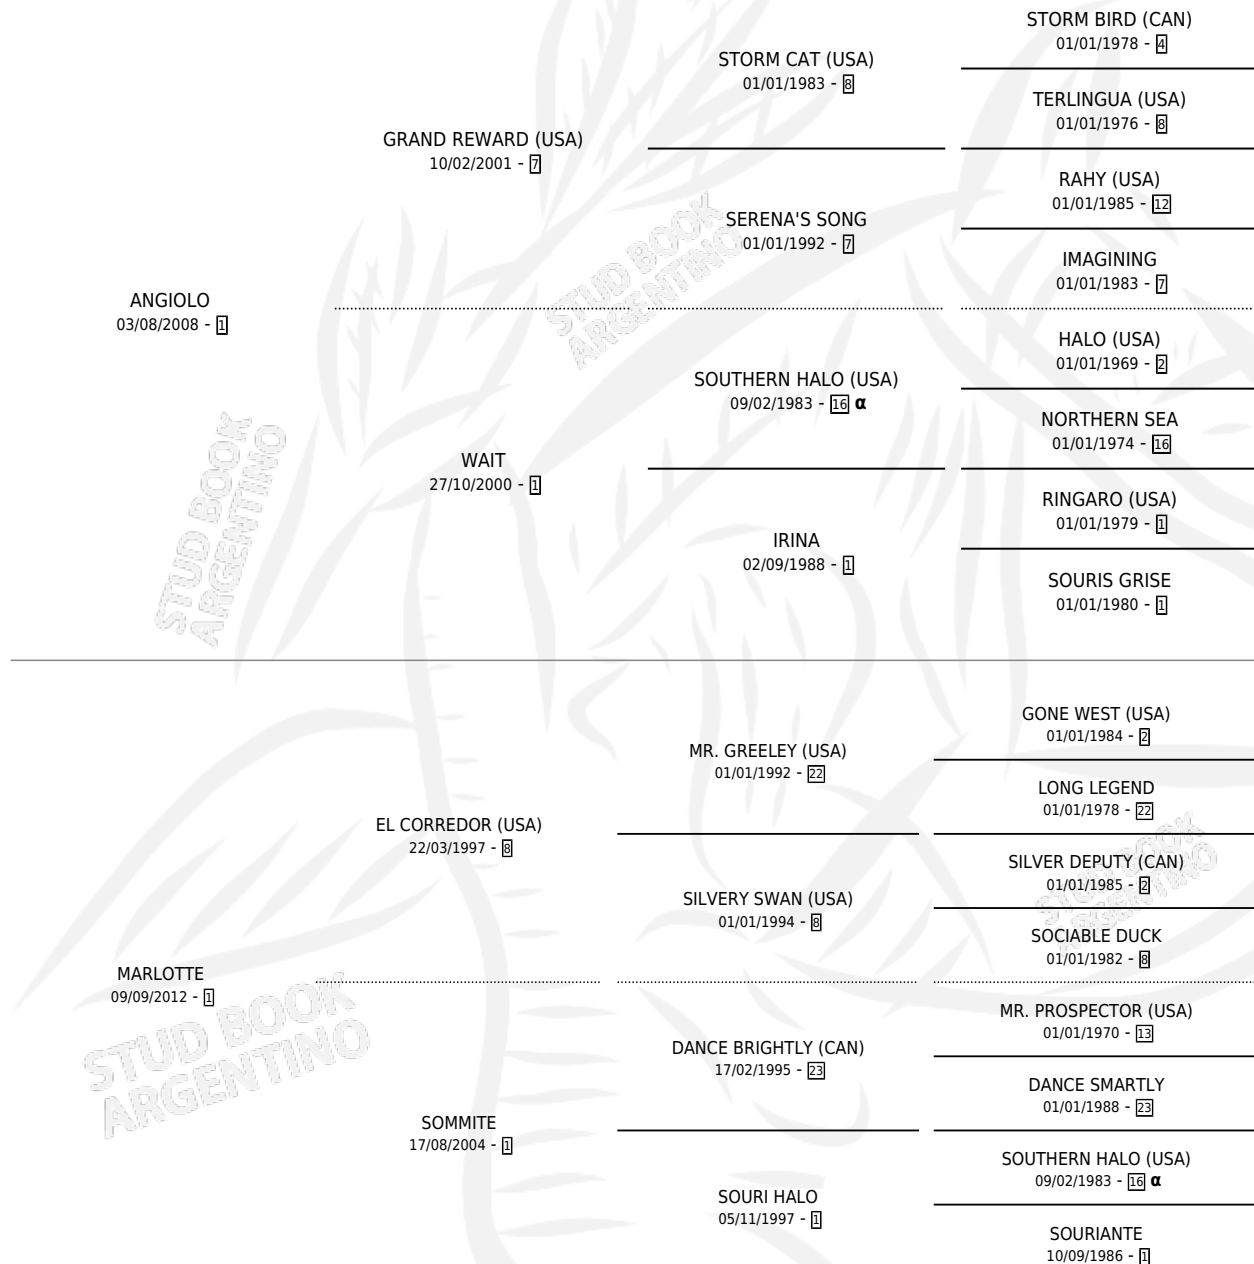 STORM BIRD (CAN)
01/01/1978 - 4
STORM CAT (USA)
01/01/1983 - 8
TERLINGUA (USA)
01/01/1976 - 8
GRAND REWARD (USA)
10/02/2001 - 7
RAHY (USA)
01/01/1985 - 12
SERENA'S SONG
01/01/1992 - 7
IMAGINING
01/01/1983 - 7
ANGIOLO
03/08/2008 - 1
HALO (USA)
01/01/1969 - 2
SOUTHERN HALO (USA)
09/02/1983 - 16 α
NORTHERN SEA
01/01/1974 - 16
WAIT
27/10/2000 - 1
RINGARO (USA)
01/01/1979 - 1
IRINA
02/09/1988 - 1
SOURIS GRISE
01/01/1980 - 1
GONE WEST (USA)
01/01/1984 - 2
MR. GREELEY (USA)
01/01/1992 - 22
LONG LEGEND
01/01/1978 - 22
EL CORREDOR (USA)
22/03/1997 - 8
SILVER DEPUTY (CAN)
01/01/1985 - 2
SILVERY SWAN (USA)
01/01/1994 - 8
SOCIABLE DUCK
01/01/1982 - 8
MARLOTTE
09/09/2012 - 1
MR. PROSPECTOR (USA)
01/01/1970 - 13
DANCE BRIGHTLY (CAN)
17/02/1995 - 23
DANCE SMARTLY
01/01/1988 - 23
SOMMITE
17/08/2004 - 1
SOUTHERN HALO (USA)
09/02/1983 - 16 α
SOURI HALO
05/11/1997 - 1
SOURIANTE
10/09/1986 - 1
STUD BOOK
ARGENTINO
STUD BOOK
ARGENTINO
STUD BOOK
ARGENTINO
STUD BOOK
ARGENTINO